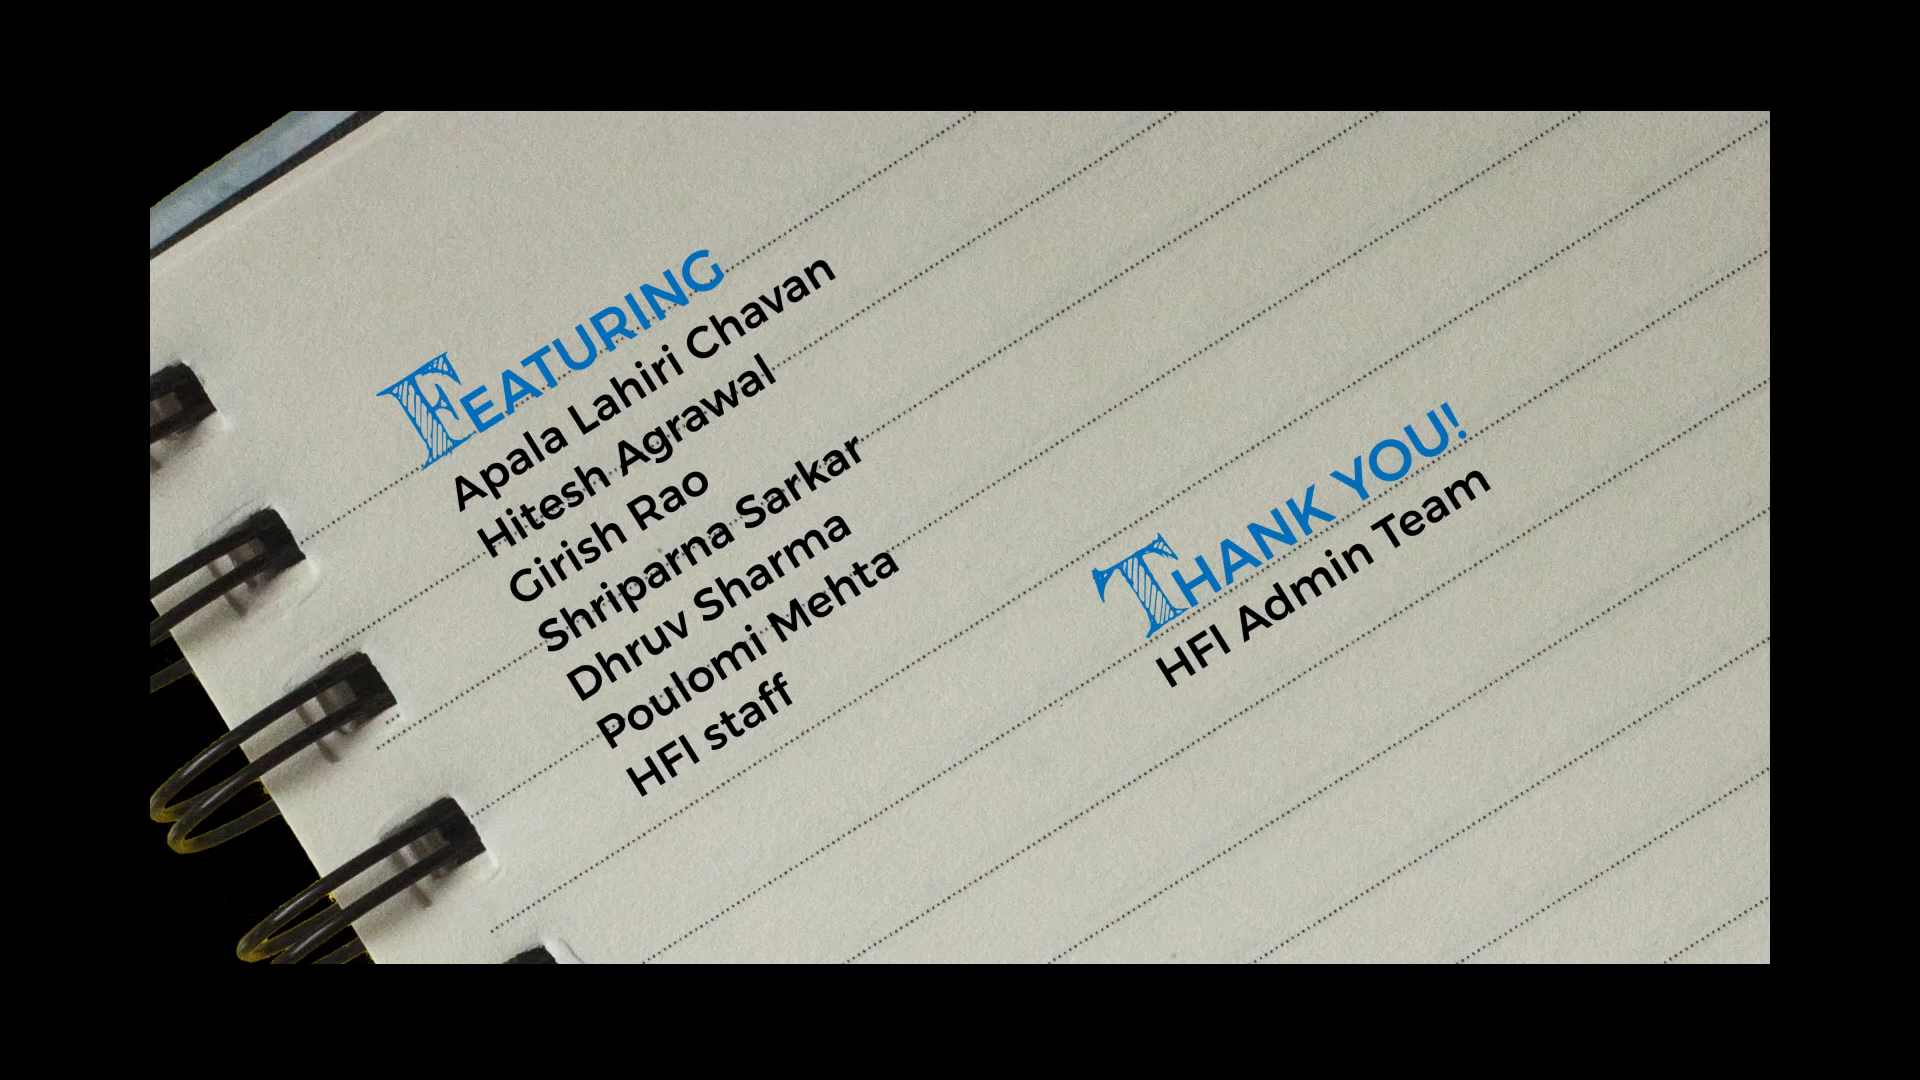 FEATURING
Apala Lahiri Chavan
Hitesh Agrawal
Girish Rao
Shriparna Sarkar
Dhruv Sharma
Poulomi Mehta
HFI staff
THANK YOU!
HFI Admin Team